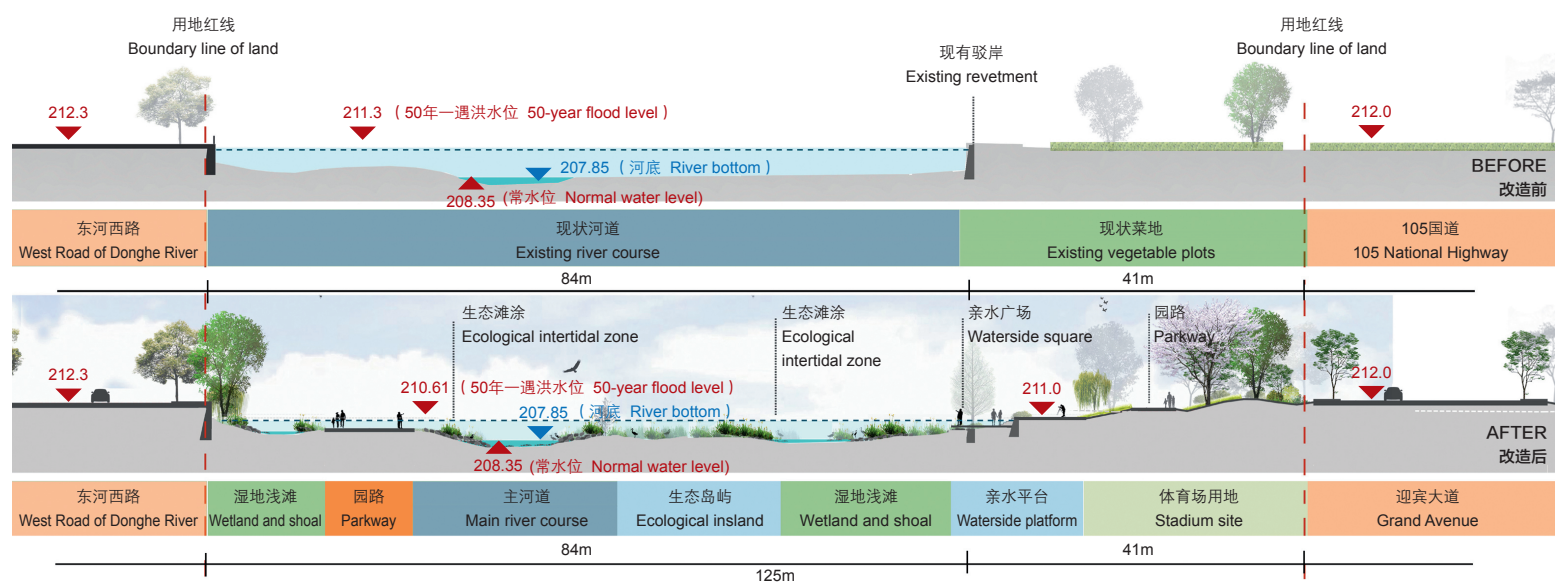 用地红线
Boundary line of land
现有驳岸
Existing revetment
用地红线
Boundary line of land
212.3
211.3 (50年一遇洪水位 50-year flood level)
212.0
207.85 (河底 River bottom)
208.35 (常水位 Normal water level)
BEFORE
改造前
东河西路
West Road of Donghe River
现状河道
Existing river course
现状菜地
Existing vegetable plots
105国道
105 National Highway
84m
41m
生态滩涂
Ecological intertidal zone
生态滩涂
Ecological
intertidal zone
亲水广场
Waterside square
园路
Parkway
212.3
210.61 (50年一遇洪水位 50-year flood level)
207.85 (河底 River bottom)
211.0
212.0
208.35 (常水位 Normal water level)
AFTER
改造后
东河西路
West Road of Donghe River
湿地浅滩
Wetland and shoal
园路
Parkway
主河道
Main river course
生态岛屿
Ecological insland
湿地浅滩
Wetland and shoal
亲水平台
Waterside platform
体育场用地
Stadium site
迎宾大道
Grand Avenue
84m
41m
125m